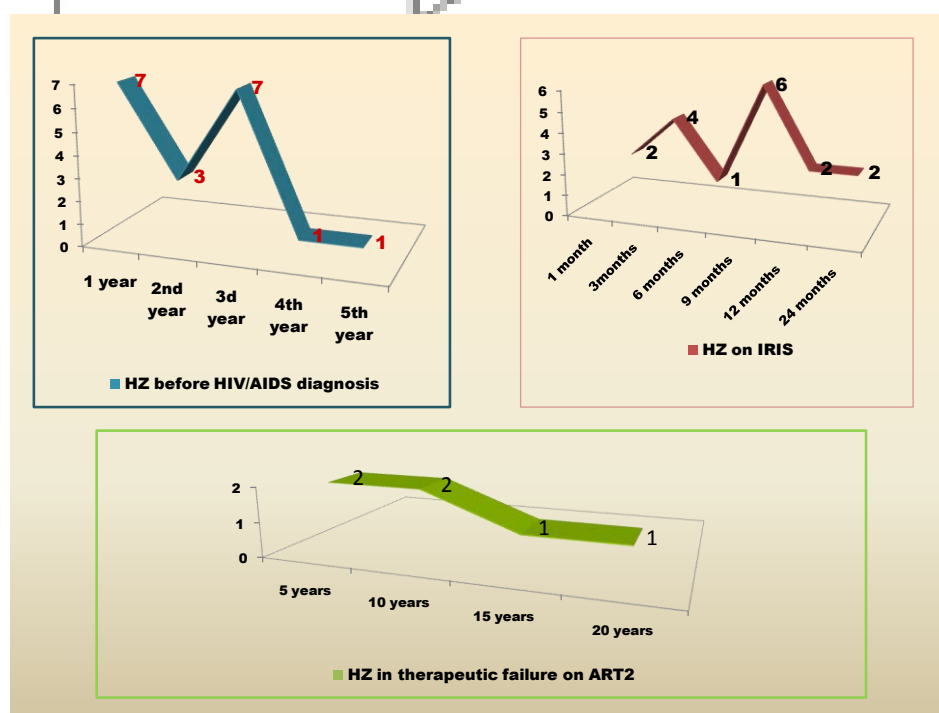 7
6
5
4
3
2
1
0
7
3
7
1
1
1 year
2nd
year
3d
year
4th
year
5th
year
HZ before HIV/AIDS diagnosis
6
5
4
3
2
1
0
2
4
1
6
2
2
1 month
3months
6 months
9 months
12 months
24 months
HZ on IRIS
2
1
0
2
2
1
1
5 years
10 years
15 years
20 years
HZ in therapeutic failure on ART2